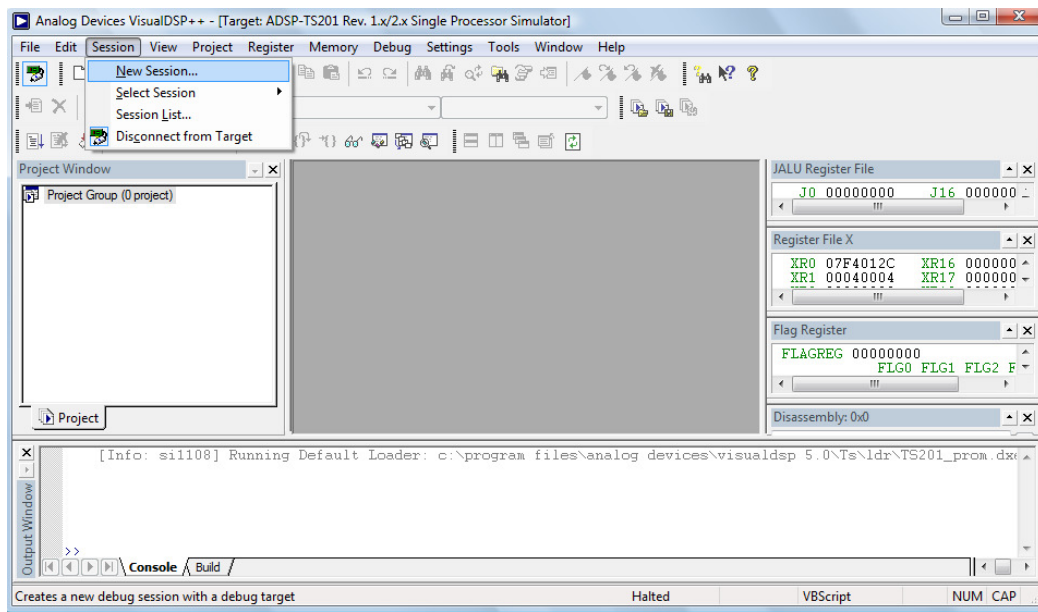 Analog Devices VisualDSP++ - [Target: ADSP-TS201 Rev. 1.x/2.x Single Processor Simulator]
File Edit Session View Project Register Memory Debug Settings Tools Window Help
New Session...
Select Session
Session List...
Disconnect from Target
Project Window
Project Group (0 project)
Project
JALU Register File
J0 00000000 J16 000000
Register File X
XR0 07F4012C XR16 000000
XR1 00040004 XR17 000000
Flag Register
FLAGREG 00000000
FLG0 FLG1 FLG2 F
Disassembly: 0x0
Output Window
[Info: si1108] Running Default Loader: c:\program files\analog devices\visualdsp 5.0\Ts\ldr\TS201_prom.dxe
>>
Console Build
Creates a new debug session with a debug target Halted VBScript NUM CAP